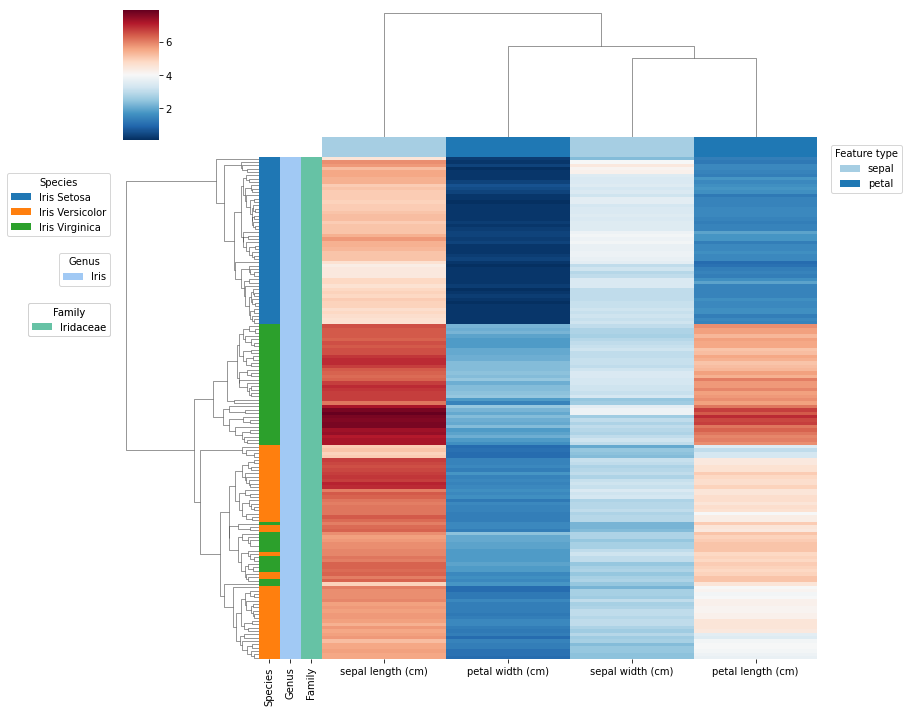 6
4
2
Species
Iris Setosa
Iris Versicolor
Iris Virginica
Genus
Iris
Family
Iridaceae
Feature type
sepal
petal
Species
Genus
Family
sepal length (cm)
petal width (cm)
sepal width (cm)
petal length (cm)